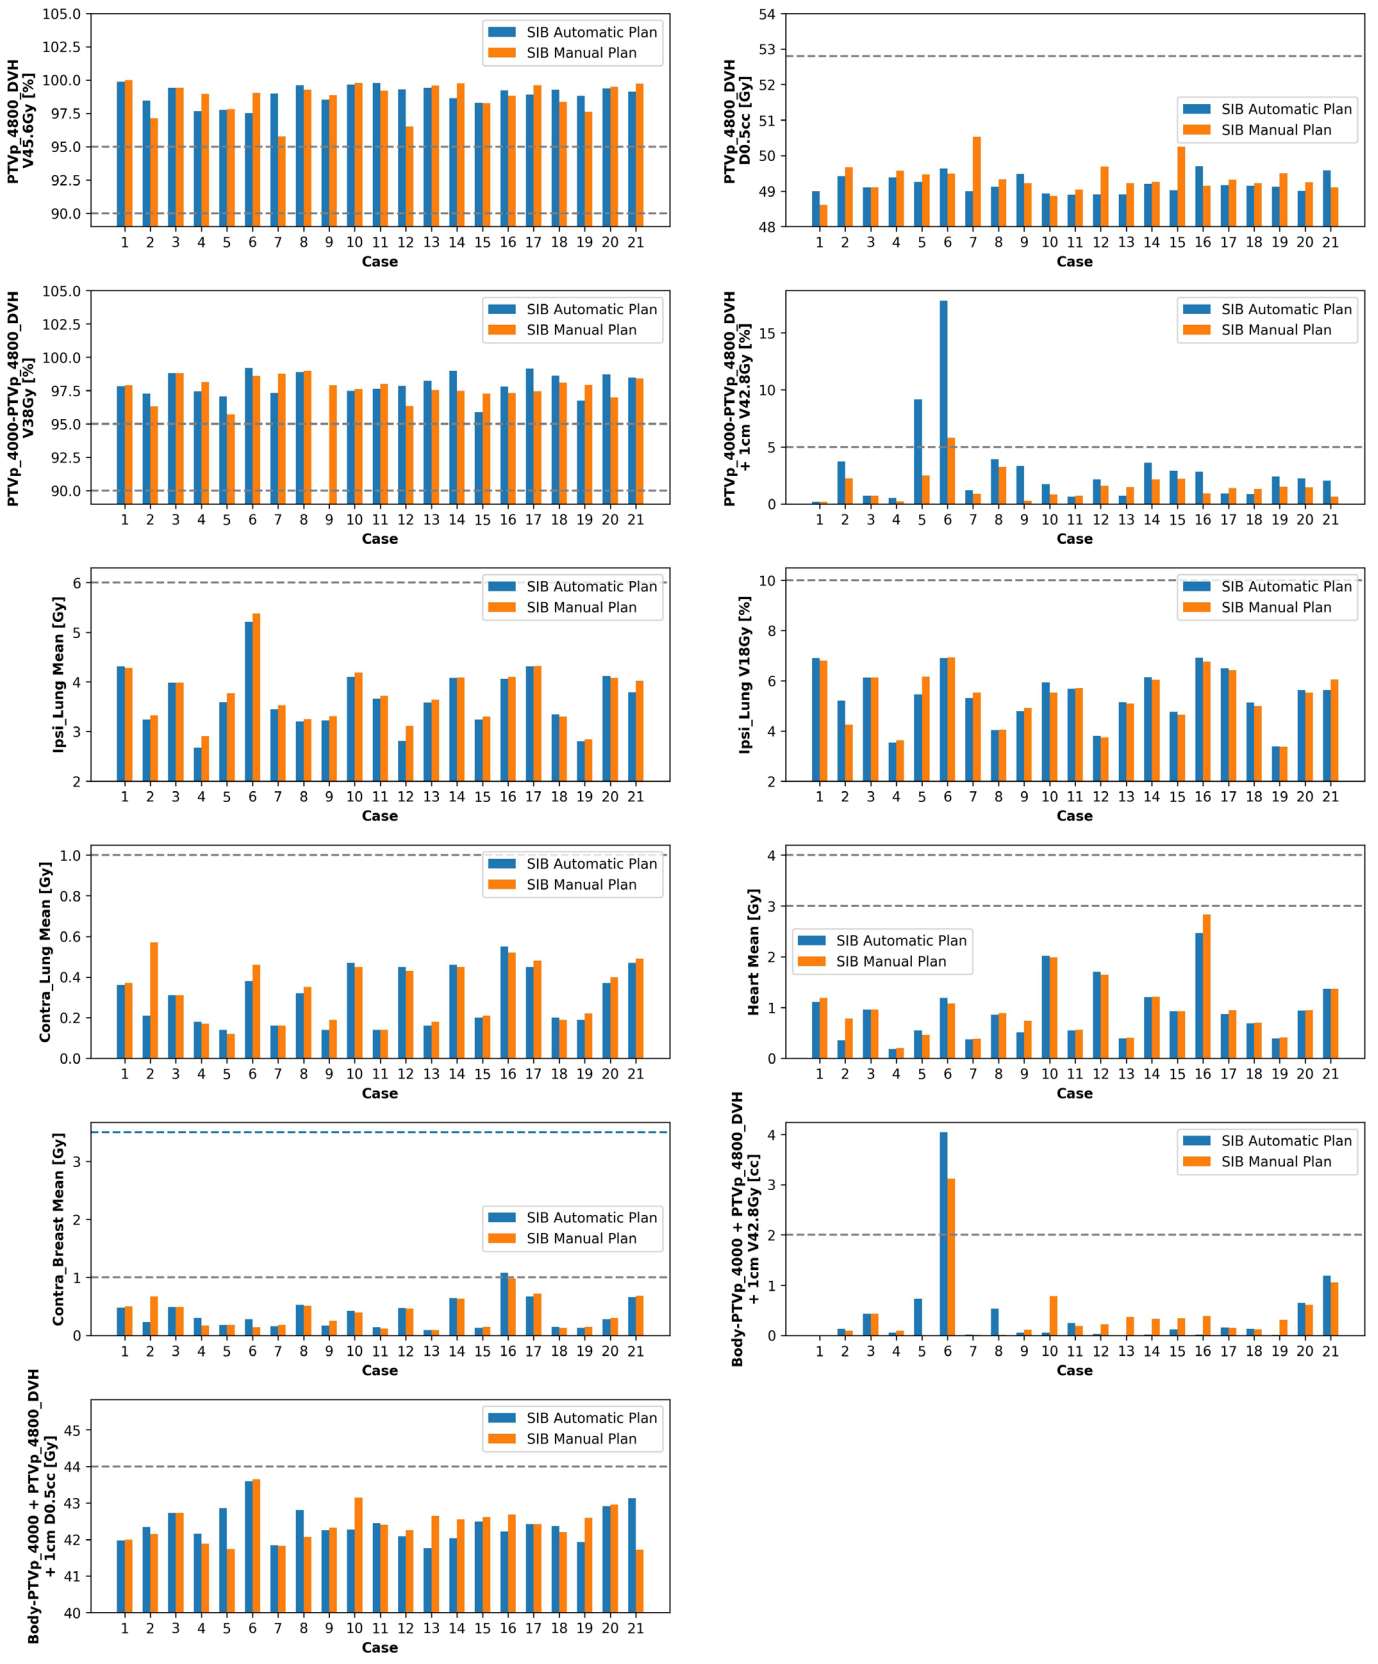 PTVp_4800_DVH
V45.6Gy [%]
105.0
102.5
100.0
97.5
95.0
92.5
90.0
SIB Automatic Plan
SIB Manual Plan
1 2 3 4 5 6 7 8 9 10 11 12 13 14 15 16 17 18 19 20 21
Case
PTVp_4800_DVH
D0.5cc [Gy]
54
53
52
51
50
49
48
SIB Automatic Plan
SIB Manual Plan
1 2 3 4 5 6 7 8 9 10 11 12 13 14 15 16 17 18 19 20 21
Case
PTVp_4000-PTVp_4800_DVH
V38Gy [%]
105.0
102.5
100.0
97.5
95.0
92.5
90.0
SIB Automatic Plan
SIB Manual Plan
1 2 3 4 5 6 7 8 9 10 11 12 13 14 15 16 17 18 19 20 21
Case
PTVp_4000-PTVp_4800_DVH
+ 1cm V42.8Gy [%]
15
10
5
0
SIB Automatic Plan
SIB Manual Plan
1 2 3 4 5 6 7 8 9 10 11 12 13 14 15 16 17 18 19 20 21
Case
Ipsi_Lung Mean [Gy]
6
5
4
3
2
SIB Automatic Plan
SIB Manual Plan
1 2 3 4 5 6 7 8 9 10 11 12 13 14 15 16 17 18 19 20 21
Case
Ipsi_Lung V18Gy [%]
10
8
6
4
2
SIB Automatic Plan
SIB Manual Plan
1 2 3 4 5 6 7 8 9 10 11 12 13 14 15 16 17 18 19 20 21
Case
Contra_Lung Mean [Gy]
1.0
0.8
0.6
0.4
0.2
0.0
SIB Automatic Plan
SIB Manual Plan
1 2 3 4 5 6 7 8 9 10 11 12 13 14 15 16 17 18 19 20 21
Case
Heart Mean [Gy]
4
3
2
1
0
SIB Automatic Plan
SIB Manual Plan
1 2 3 4 5 6 7 8 9 10 11 12 13 14 15 16 17 18 19 20 21
Case
Contra_Breast Mean [Gy]
3
2
1
0
SIB Automatic Plan
SIB Manual Plan
1 2 3 4 5 6 7 8 9 10 11 12 13 14 15 16 17 18 19 20 21
Case
Body-PTVp_4000 + PTVp_4800_DVH
+ 1cm V42.8Gy [cc]
4
3
2
1
0
SIB Automatic Plan
SIB Manual Plan
1 2 3 4 5 6 7 8 9 10 11 12 13 14 15 16 17 18 19 20 21
Case
Body-PTVp_4000 + PTVp_4800_DVH
+ 1cm D0.5cc [Gy]
45
44
43
42
41
40
SIB Automatic Plan
SIB Manual Plan
1 2 3 4 5 6 7 8 9 10 11 12 13 14 15 16 17 18 19 20 21
Case